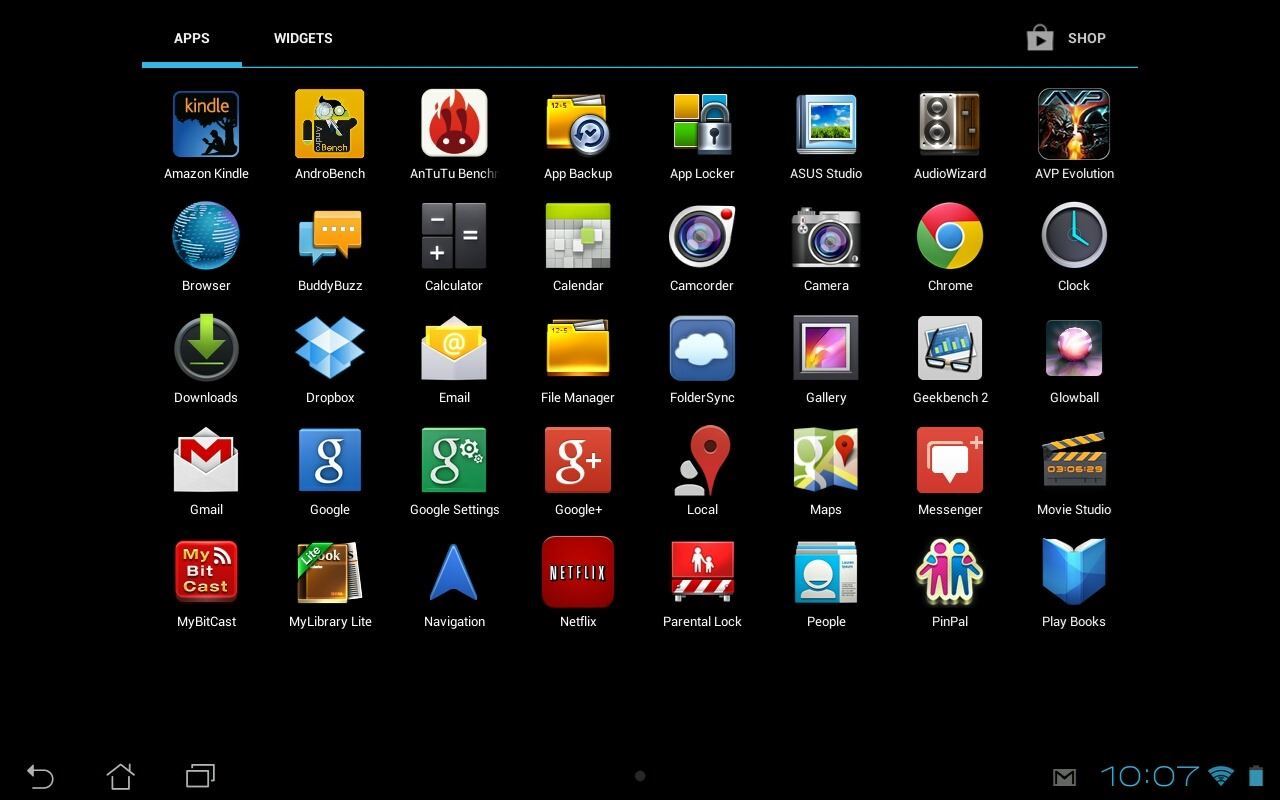 APPS WIDGETS SHOP
kindle
Andro
Bench
12-5
AVP
Amazon Kindle AndroBench AnTuTu Bench App Backup App Locker ASUS Studio AudioWizard AVP Evolution
Browser BuddyBuzz Calculator Calendar Camcorder Camera Chrome Clock
@ 12-5
Downloads Dropbox Email File Manager FolderSync Gallery Geekbench 2 Glowball
M g g g+ 03:06:29
Gmail Google Google Settings Google+ Local Maps Messenger Movie Studio
My
Bit
Cast
Lite
NETFLIX
MyBitCast MyLibrary Lite Navigation Netflix Parental Lock People PinPal Play Books
10:07